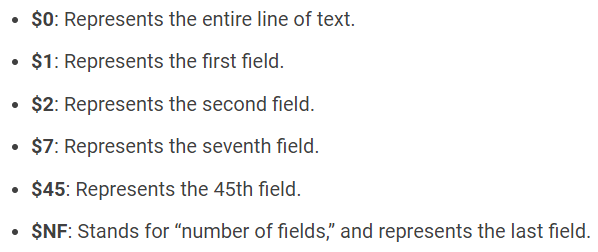 • $0: Represents the entire line of text.
• $1: Represents the first field.
• $2: Represents the second field.
• $7: Represents the seventh field.
• $45: Represents the 45th field.
• $NF: Stands for “number of fields,” and represents the last field.